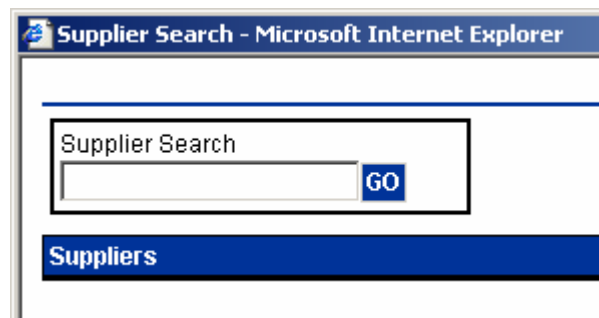 Supplier Search - Microsoft Internet Explorer
Supplier Search
GO
Suppliers